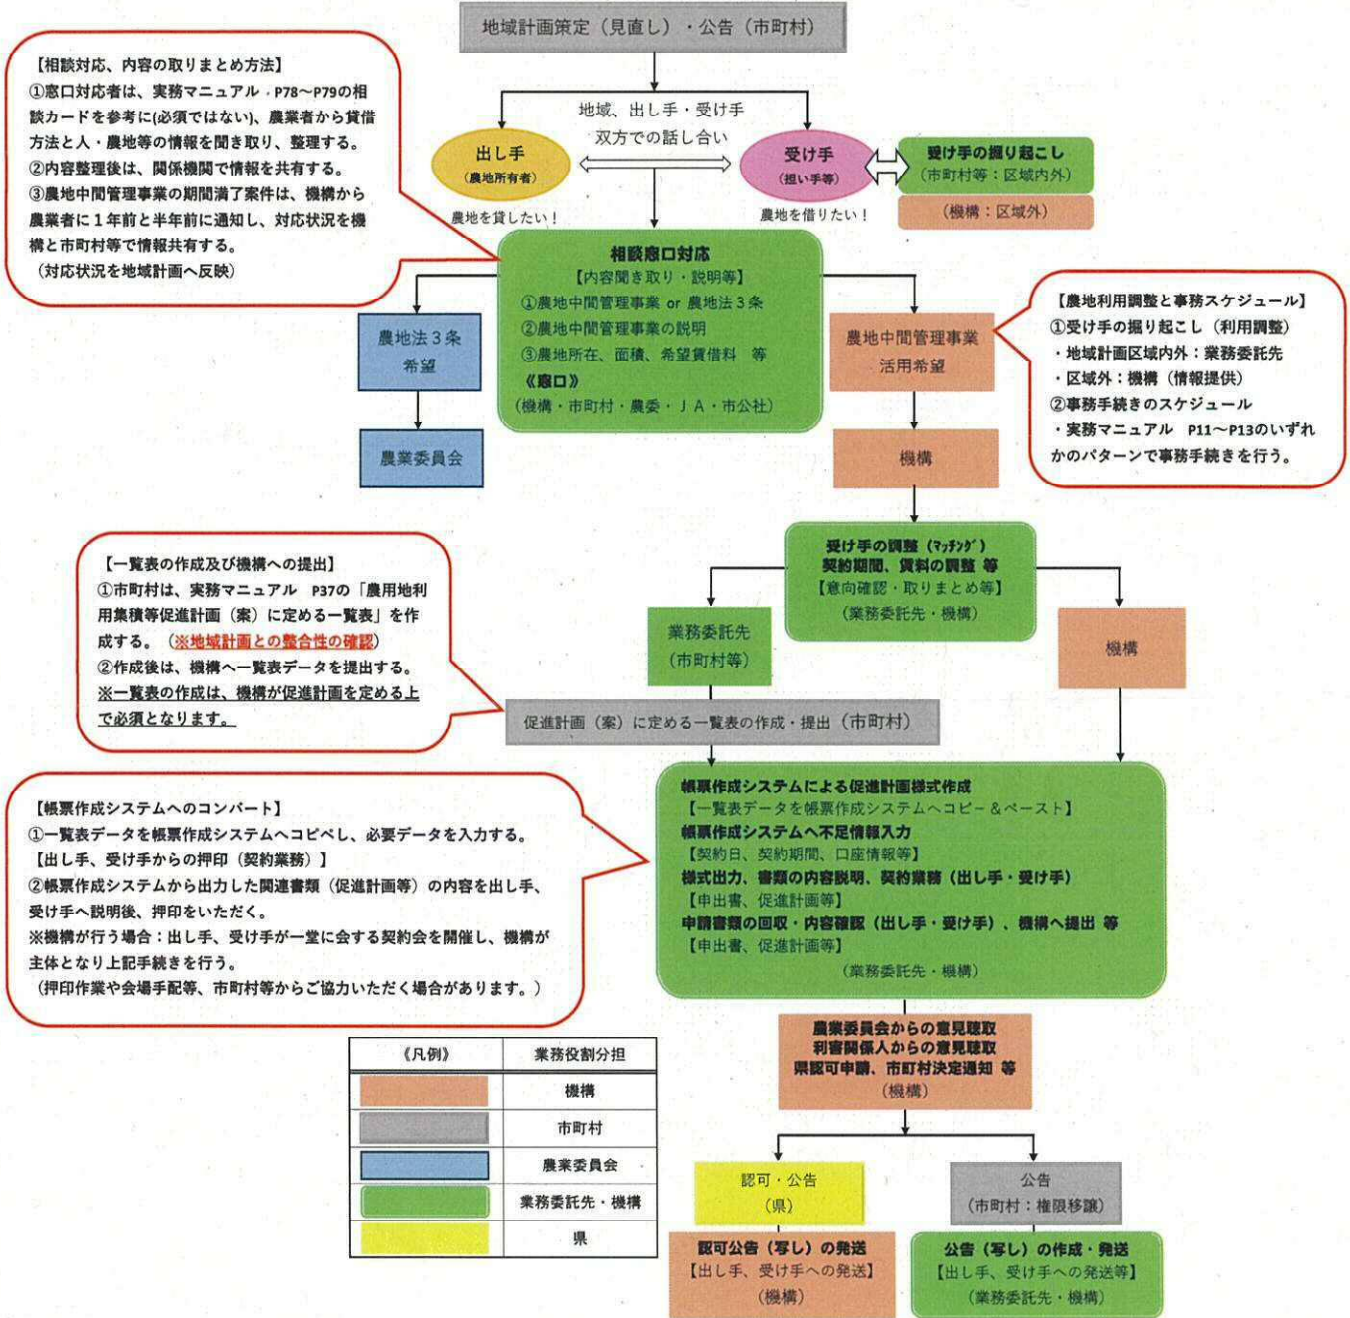 地域計画策定（見直し）・公告（市町村）
【相談対応、内容の取りまとめ方法】
①窓口対応者は、実務マニュアル・P78～P79の相
談カードを参考に(必須ではない)、農業者から貸借
方法と人・農地等の情報を聞き取り、整理する。
②内容整理後は、関係機関で情報を共有する。
③農地中間管理事業の期間満了案件は、機構から
農業者に１年前と半年前に通知し、対応状況を機
構と市町村等で情報共有する。
（対応状況を地域計画へ反映）
地域、出し手・受け手
双方での話し合い
出し手
(農地所有者)
農地を貸したい！
受け手
(担い手等)
農地を借りたい！
受け手の掘り起こし
（市町村等：区域内外）
（機構：区域外）
相談窓口対応
【内容聞き取り・説明等】
①農地中間管理事業 or 農地法３条
②農地中間管理事業の説明
③農地所在、面積、希望賃借料　等
《窓口》
（機構・市町村・農委・ＪＡ・市公社）
農地法３条
希望
農業委員会
農地中間管理事業
活用希望
機構
【農地利用調整と事務スケジュール】
①受け手の掘り起こし（利用調整）
・地域計画区域内外：業務委託先
・区域外：機構（情報提供）
②事務手続きのスケジュール
・実務マニュアル　P11～P13のいずれ
かのパターンで事務手続きを行う。
受け手の調整（ﾏｯﾁﾝｸﾞ）
契約期間、賃料の調整 等
【意向確認・取りまとめ等】
（業務委託先・機構）
業務委託先
（市町村等）
機構
【一覧表の作成及び機構への提出】
①市町村は、実務マニュアル　P37の「農用地利
用集積等促進計画（案）に定める一覧表」を作
成する。（※地域計画との整合性の確認）
②作成後は、機構へ一覧表データを提出する。
※一覧表の作成は、機構が促進計画を定める上
で必須となります。
促進計画（案）に定める一覧表の作成・提出（市町村）
【帳票作成システムへのコンバート】
①一覧表データを帳票作成システムへコピペし、必要データを入力する。
【出し手、受け手からの押印（契約業務）】
②帳票作成システムから出力した関連書類（促進計画等）の内容を出し手、
受け手へ説明後、押印をいただく。
※機構が行う場合：出し手、受け手が一堂に会する契約会を開催し、機構が
主体となり上記手続きを行う。
（押印作業や会場手配等、市町村等からご協力いただく場合があります。）
帳票作成システムによる促進計画様式作成
【一覧表データを帳票作成システムへコピー＆ペースト】
帳票作成システムへ不足情報入力
【契約日、契約期間、口座情報等】
様式出力、書類の内容説明、契約業務（出し手・受け手）
【申出書、促進計画等】
申請書類の回収・内容確認（出し手・受け手）、機構へ提出 等
【申出書、促進計画等】
（業務委託先・機構）
農業委員会からの意見聴取
利害関係人からの意見聴取
県認可申請、市町村決定通知 等
（機構）
《凡例》　業務役割分担
機構
市町村
農業委員会
業務委託先・機構
県
認可・公告
（県）
公告
（市町村：権限移譲）
認可公告（写し）の発送
【出し手、受け手への発送】
（機構）
公告（写し）の作成・発送
【出し手、受け手への発送等】
（業務委託先・機構）